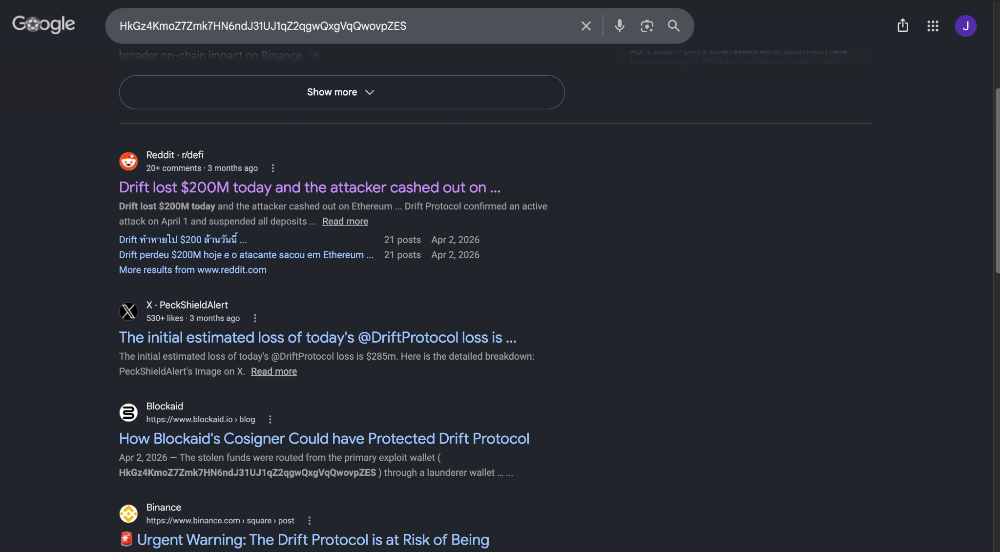 Google
HkGz4KmoZ7Zmk7HN6ndJ31UJ1qZ2qgwQxgVqQwovpZES
J
broader on-chain impact on Binance.
Apr 1, 2026 — Drift's stolen assets worth $285 million have
been exchanged | 余烬Ember on Binance Square. ... Drift's...
Show more
Reddit · r/defi
20+ comments · 3 months ago
Drift lost $200M today and the attacker cashed out on ...
Drift lost $200M today and the attacker cashed out on Ethereum ... Drift Protocol confirmed an active
attack on April 1 and suspended all deposits ... Read more
Drift ทำหายไป $200 ล้านวันนี้ ... 21 posts Apr 2, 2026
Drift perdeu $200M hoje e o atacante sacou em Ethereum ... 21 posts Apr 2, 2026
More results from www.reddit.com
X · PeckShieldAlert
530+ likes · 3 months ago
The initial estimated loss of today's @DriftProtocol loss is ...
The initial estimated loss of today's @DriftProtocol loss is $285m. Here is the detailed breakdown:
PeckShieldAlert's Image on X. Read more
Blockaid
https://www.blockaid.io › blog
How Blockaid's Cosigner Could have Protected Drift Protocol
Apr 2, 2026 — The stolen funds were routed from the primary exploit wallet (
HkGz4KmoZ7Zmk7HN6ndJ31UJ1qZ2qgwQxgVqQwovpZES ) through a launderer wallet ... ...
Binance
https://www.binance.com › square › post
🚨 Urgent Warning: The Drift Protocol is at Risk of Being